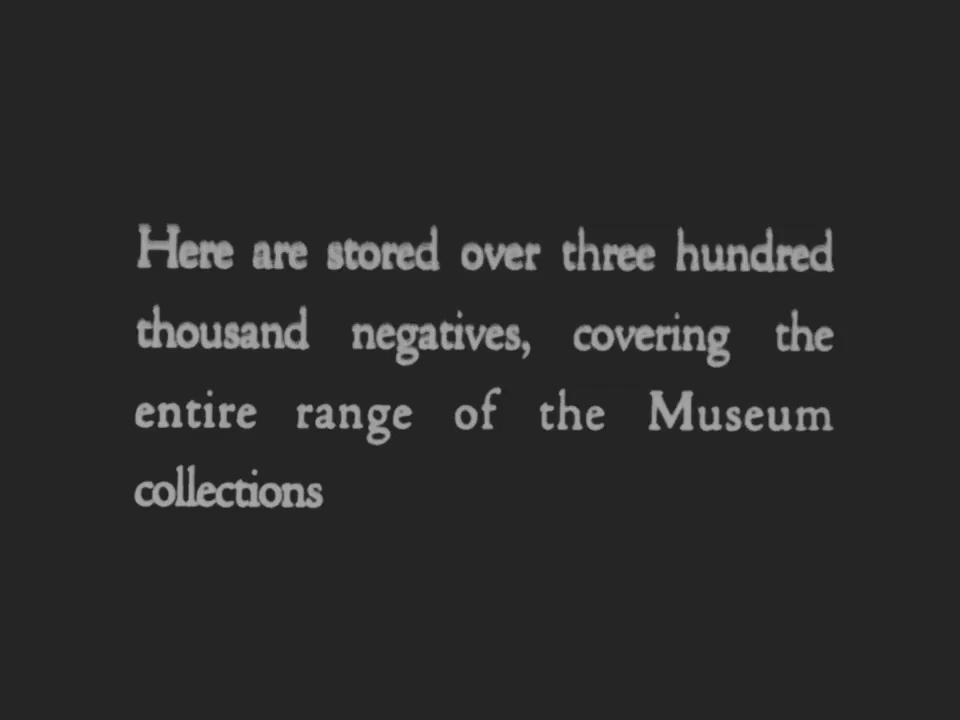 Here are stored over three hundred
thousand negatives, covering the
entire range of the Museum
collections